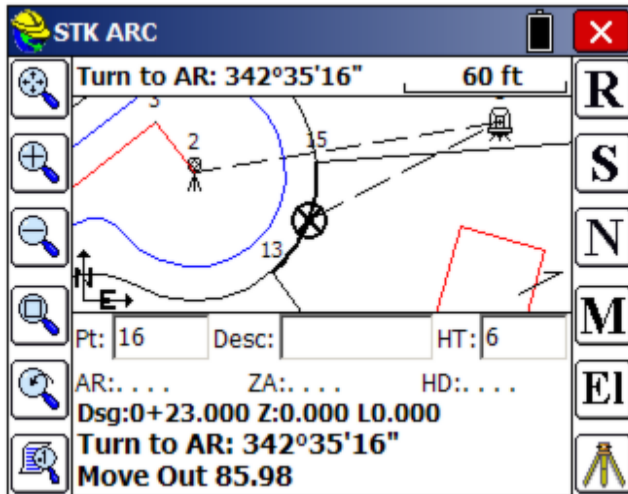 STK ARC
Turn to AR: 342°35'16" 60 ft
R
3
2
15
S
13
N
N
E
M
Pt: 16 Desc: HT: 6
AR:. . . . ZA:. . . . HD:. . . .
El
Dsg:0+23.000 Z:0.000 L0.000
Turn to AR: 342°35'16"
Move Out 85.98